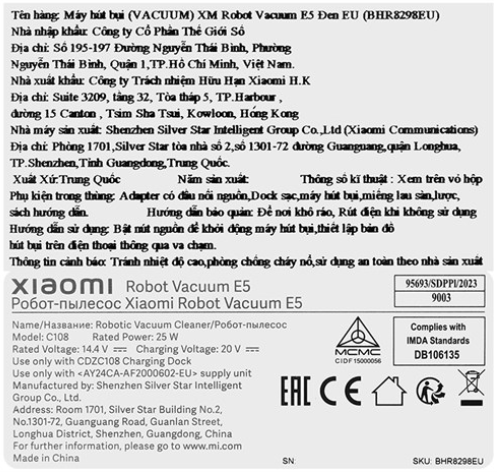 Tên hàng: Máy hút bụi (VACUUM) XM Robot Vacuum E5 Đen EU (BHR8298EU)
Nhà nhập khẩu: Công ty Cổ Phần Thế Giới Số
Địa chỉ: Số 195-197 Đường Nguyễn Thái Bình, Phường
Nguyễn Thái Bình, Quận 1,TP.Hồ Chí Minh, Việt Nam.
Nhà xuất khẩu: Công ty Trách nhiệm Hữu Hạn Xiaomi H.K
Địa chỉ: Suite 3209, tầng 32, Tòa tháp 5, TP.Harbour ,
đường 15 Canton , Tsim Sha Tsui, Kowloon, Hồng Kong
Nhà máy sản xuất: Shenzhen Silver Star Intelligent Group Co.,Ltd (Xiaomi Communications)
Địa chỉ: Phòng 1701,Silver Star tòa nhà số 2,số 1301-72 đường Guanguang,quận Longhua,
TP.Shenzhen,Tỉnh Guangdong,Trung Quốc.
Xuất Xứ:Trung Quốc Năm sản xuất: Thông số kĩ thuật : Xem trên vỏ hộp
Phụ kiện trong thùng: Adapter có đầu nối nguồn,Dock sạc,máy hút bụi,miếng lau sàn,lược,
sách hướng dẫn. Hướng dẫn bảo quản: Để nơi khô ráo, Rút điện khi không sử dụng
Hướng dẫn sử dụng: Bật nút nguồn để khởi động máy hút bụi,thiết lập bản đồ
hút bụi trên điện thoại thông qua va chạm.
Thông tin cảnh báo: Tránh nhiệt độ cao,phòng chống cháy nổ,sử dụng an toàn theo nhà sản xuất
xiaomi Robot Vacuum E5
Робот-пылесос Xiaomi Robot Vacuum E5
95693/SDPPI/2023
9003
Name/Название: Robotic Vacuum Cleaner/Робот-пылесос
Model: C108 Rated Power: 25 W
Rated Voltage: 14.4 V ⎓ Charging Voltage: 20 V ⎓
Use only with CDZC108 Charging Dock
Use only with <AY24CA-AF2000602-EU> supply unit
Manufactured by: Shenzhen Silver Star Intelligent
Group Co., Ltd.
Address: Room 1701, Silver Star Building No.2,
No.1301-72, Guanguang Road, Guanlan Street,
Longhua District, Shenzhen, Guangdong, China
For further information, please go to www.mi.com
Made in China
MCMC
CIDF15000056
Complies with
IMDA Standards
DB106135
EAC CE
SN: SKU: BHR8298EU